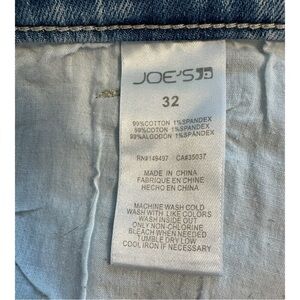 JOE'S
32
99%COTTON 1%SPANDEX
99%COTON 1%SPANDEX
99%ALGODON 1%SPANDEX
RN#149497 CA#35037
MADE IN CHINA
FABRIQUE EN CHINE
HECHO EN CHINA
MACHINE WASH COLD
WASH WITH LIKE COLORS
WASH INSIDE OUT
ONLY NON-CHLORINE
BLEACH WHEN NEEDED
TUMBLE DRY LOW
COOL IRON IF NECESSARY